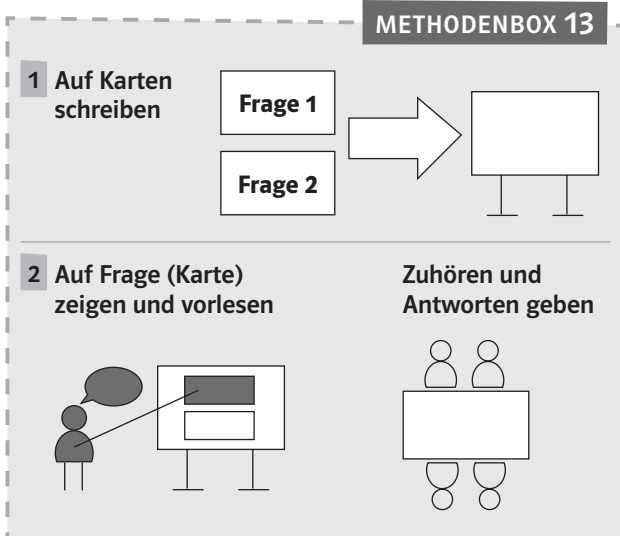 METHODENBOX 13
1 Auf Karten
schreiben
Frage 1
Frage 2
2 Auf Frage (Karte)
zeigen und vorlesen
Zuhören und
Antworten geben